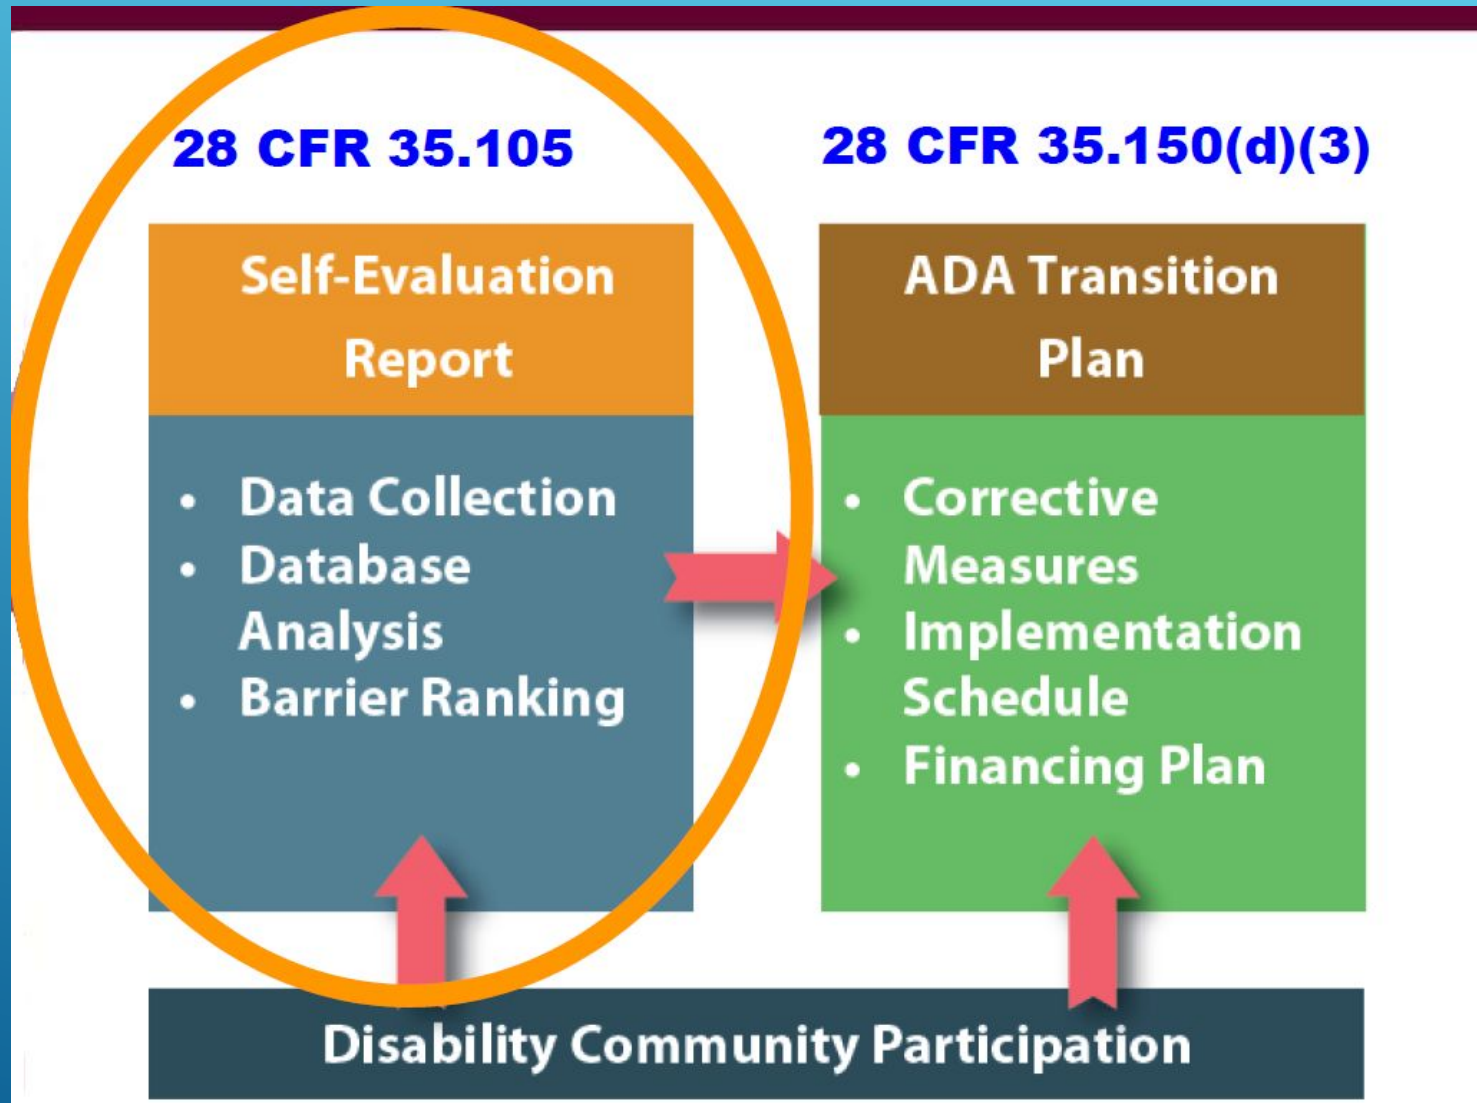 28 CFR 35.105
Self-Evaluation
Report
• Data Collection
• Database
Analysis
• Barrier Ranking
28 CFR 35.150(d)(3)
ADA Transition
Plan
• Corrective
Measures
• Implementation
Schedule
• Financing Plan
Disability Community Participation